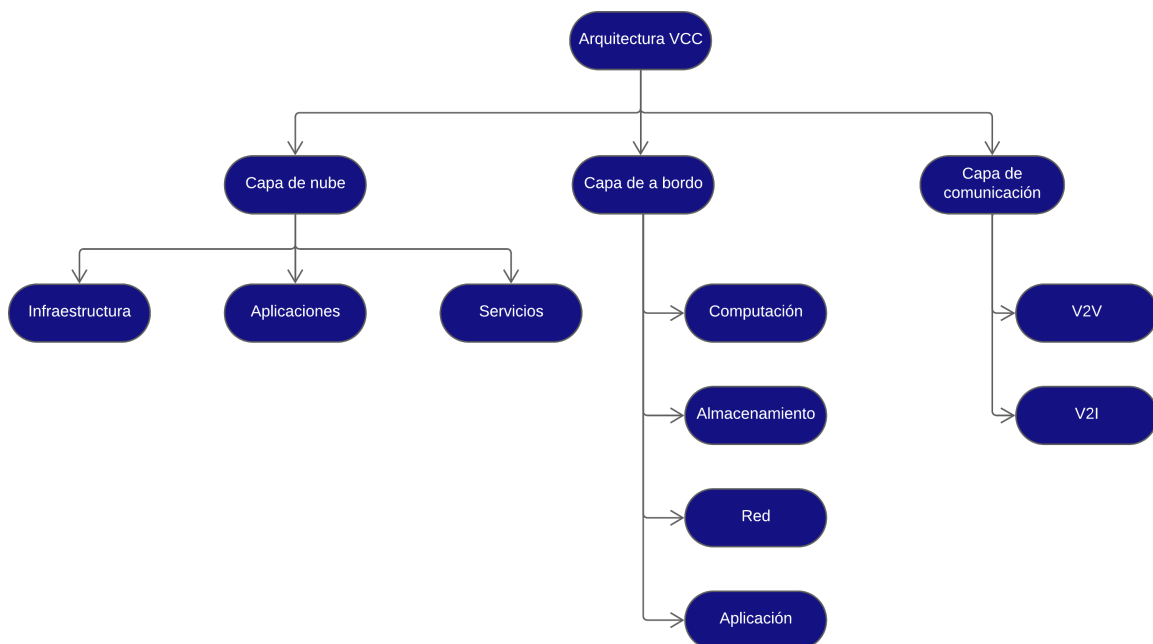 Arquitectura VCC
Capa de nube
Capa de a bordo
Capa de
comunicación
Infraestructura
Aplicaciones
Servicios
Computación
V2V
Almacenamiento
V2I
Red
Aplicación